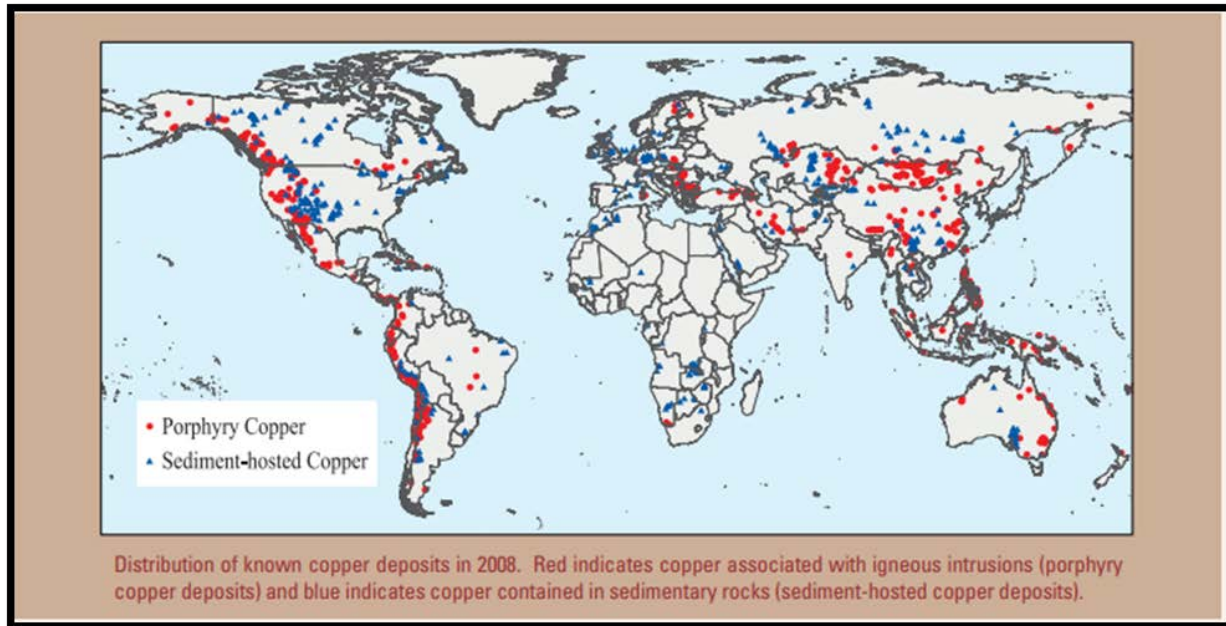 Porphyry Copper
Sediment-hosted Copper
Distribution of known copper deposits in 2008. Red indicates copper associated with igneous intrusions (porphyry
copper deposits) and blue indicates copper contained in sedimentary rocks (sediment-hosted copper deposits).